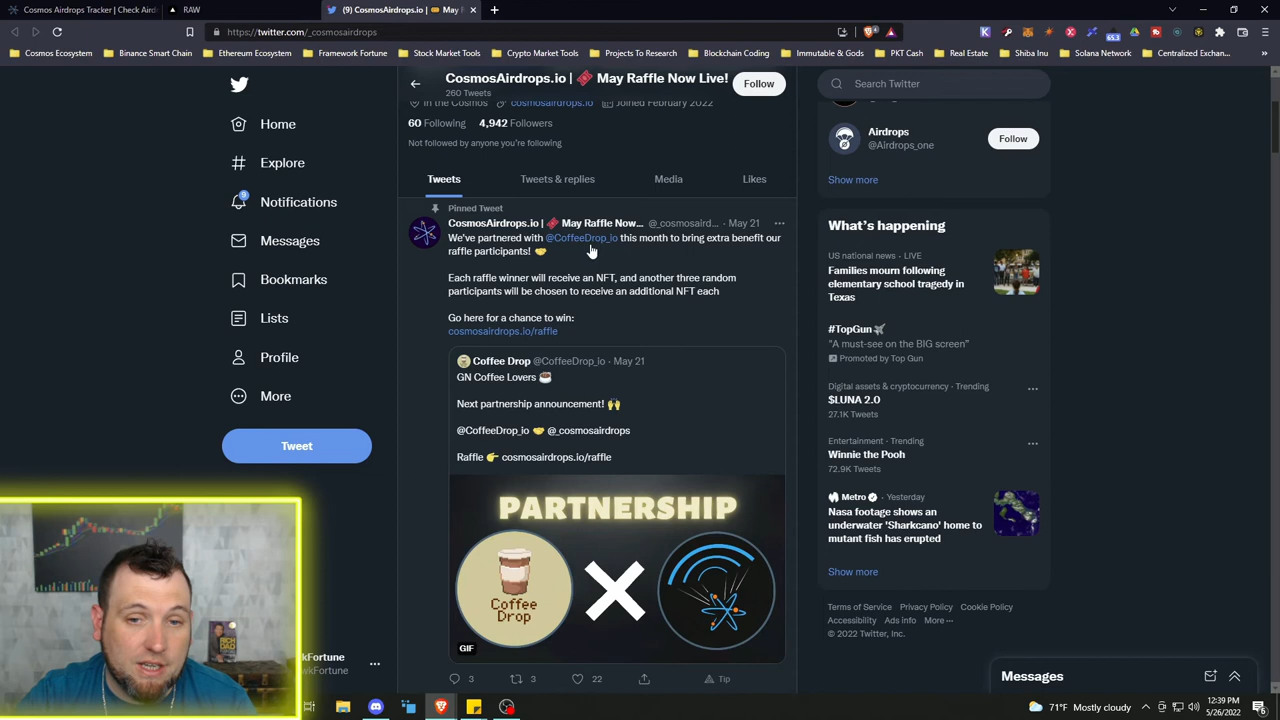 CosmosAirdrops Tracker | Check Aird
RAW
(9) CosmosAirdrops.io | May R
https://twitter.com/_cosmosairdrops
Cosmos Ecosystem
Binance Smart Chain
Ethereum Ecosystem
Framework Fortune
Stock Market Tools
Crypto Market Tools
Projects To Research
Blockchain Coding
Immutable & Gods
PKT Cash
Real Estate
Shiba Inu
Solana Network
Centralized Exchan...
Home
Explore
9
Notifications
Messages
Bookmarks
Lists
Profile
More
Tweet
kFortune
wkFortune
CosmosAirdrops.io | 🎟️ May Raffle Now Live!
260 Tweets
Follow
In the Cosmos cosmosairdrops.io Joined February 2022
60 Following 4,942 Followers
Not followed by anyone you're following
Tweets
Tweets & replies
Media
Likes
Pinned Tweet
CosmosAirdrops.io | 🎟️ May Raffle Now... @_cosmosaird... · May 21
We've partnered with @CoffeeDrop_io this month to bring extra benefit our
raffle participants! 🤝
Each raffle winner will receive an NFT, and another three random
participants will be chosen to receive an additional NFT each
Go here for a chance to win:
cosmosairdrops.io/raffle
Coffee Drop @CoffeeDrop_io · May 21
GN Coffee Lovers ☕
Next partnership announcement! 🙌
@CoffeeDrop_io 🤝 @_cosmosairdrops
Raffle 👉 cosmosairdrops.io/raffle
PARTNERSHIP
Coffee
Drop
GIF
3
3
22
Tip
Search Twitter
Airdrops
@Airdrops_one
Follow
Show more
What's happening
US national news · LIVE
Families mourn following
elementary school tragedy in
Texas
#TopGun
"A must-see on the BIG screen"
Promoted by Top Gun
Digital assets & cryptocurrency · Trending
$LUNA 2.0
27.1K Tweets
Entertainment · Trending
Winnie the Pooh
72.9K Tweets
Metro · Yesterday
Nasa footage shows an
underwater 'Sharkcano' home to
mutant fish has erupted
Show more
Terms of Service Privacy Policy Cookie Policy
Accessibility Ads info More ···
© 2022 Twitter, Inc.
Messages
RICH
DAD
71°F Mostly cloudy
12:39 PM
5/26/2022